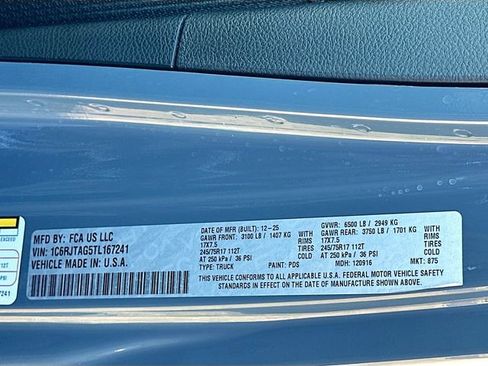 MFD BY: FCA US LLC
VIN: 1C6RJTAG5TL167241
VEHICLE MADE IN: U.S.A.
DATE OF MFR (BUILT): 12-25
GAWR FRONT: 3100 LB / 1407 KG WITH
17X7.5 RIMS
245/75R17 112T TIRES
AT 250 kPa / 36 PSI COLD
TYPE: TRUCK PAINT: PDS
GVWR: 6500 LB / 2949 KG
GAWR REAR: 3750 LB / 1701 KG WITH
17X7.5 RIMS
245/75R17 112T TIRES
AT 250 kPa / 36 PSI COLD
MDH: 120916 MKT: 875
THIS VEHICLE CONFORMS TO ALL APPLICABLE U.S.A. FEDERAL MOTOR VEHICLE SAFETY
STANDARDS IN EFFECT ON THE DATE OF MANUFACTURE SHOWN ABOVE.
112T
PSI
67241